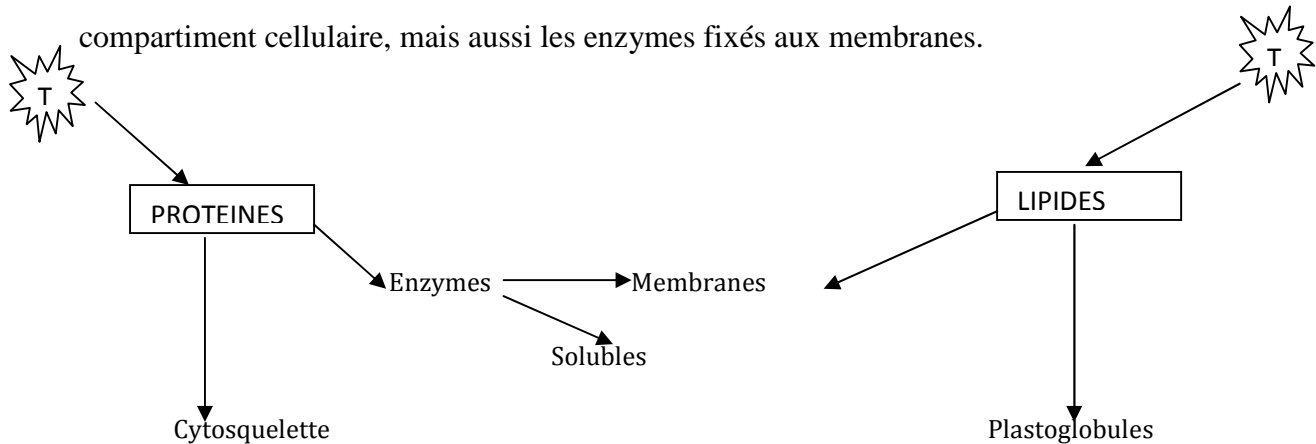 compartiment cellulaire, mais aussi les enzymes fixés aux membranes.
T T
PROTEINES LIPIDES
Enzymes Membranes
Solubles
Cytosquelette Plastoglobules